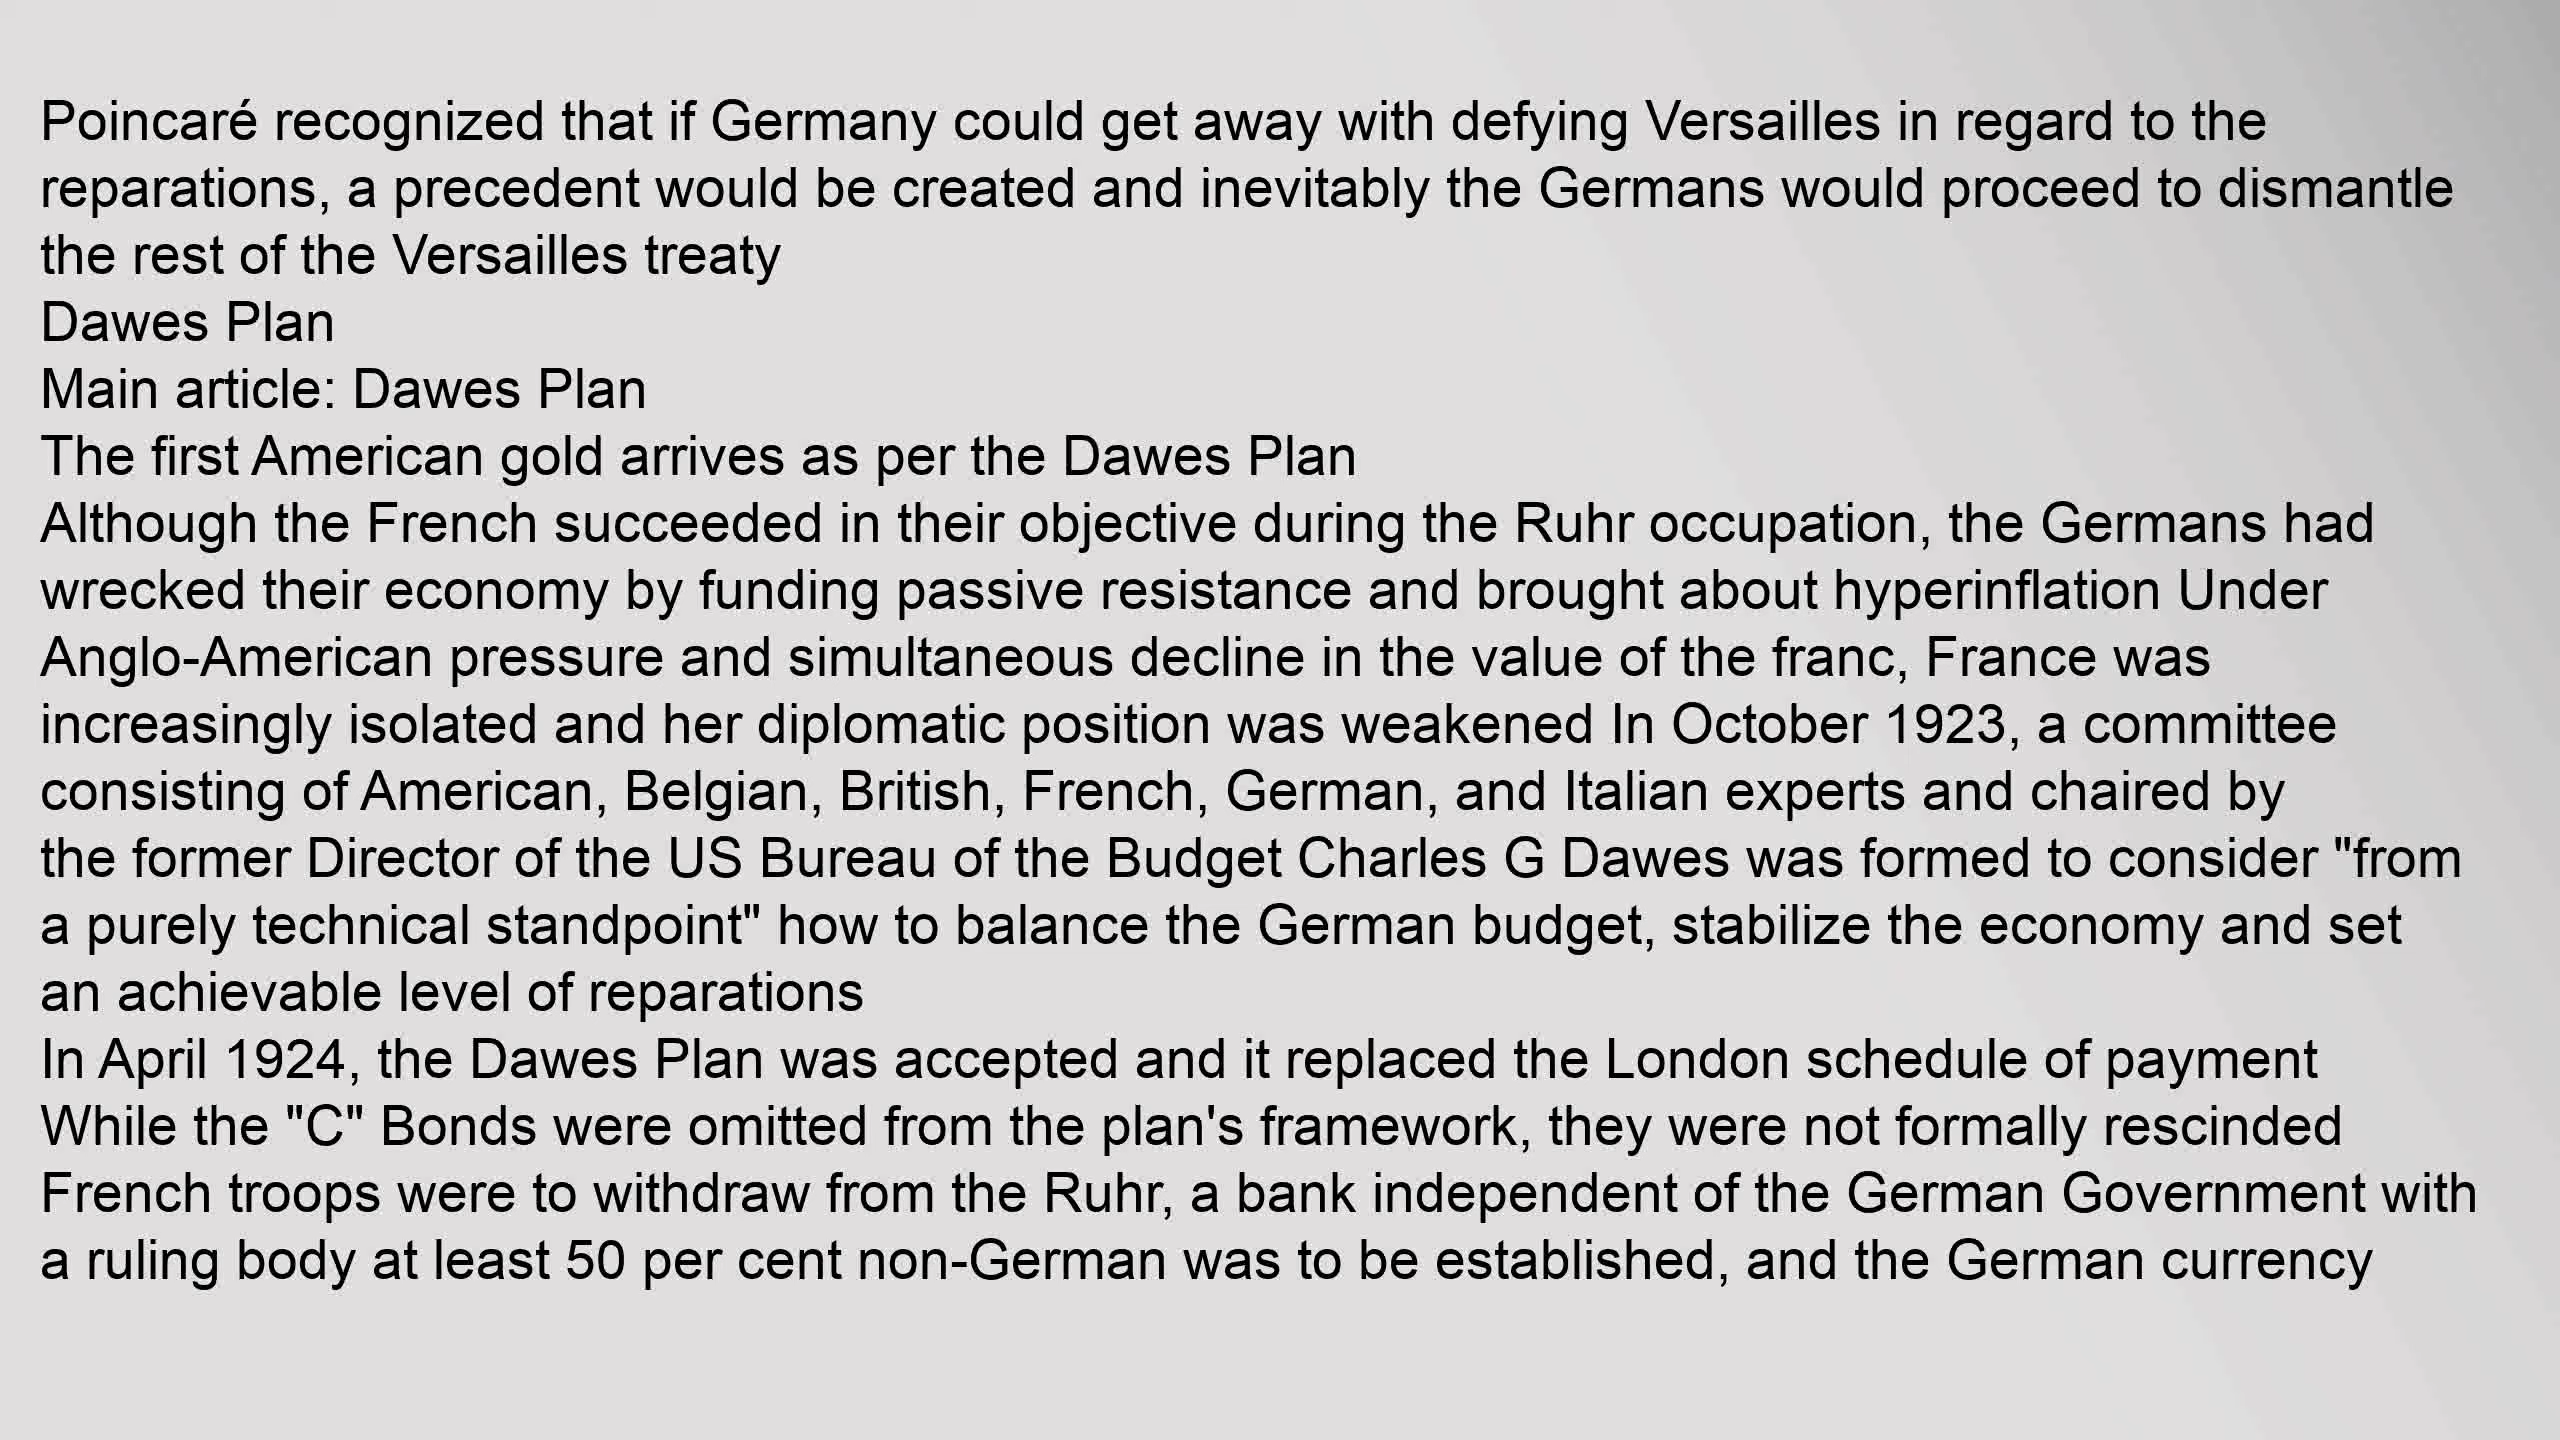 Poincaré recognized that if Germany could get away with defying Versailles in regard to the
reparations, a precedent would be created and inevitably the Germans would proceed to dismantle
the rest of the Versailles treaty
Dawes Plan
Main article: Dawes Plan
The first American gold arrives as per the Dawes Plan
Although the French succeeded in their objective during the Ruhr occupation, the Germans had
wrecked their economy by funding passive resistance and brought about hyperinflation Under
Anglo-American pressure and simultaneous decline in the value of the franc, France was
increasingly isolated and her diplomatic position was weakened In October 1923, a committee
consisting of American, Belgian, British, French, German, and Italian experts and chaired by
the former Director of the US Bureau of the Budget Charles G Dawes was formed to consider "from
a purely technical standpoint" how to balance the German budget, stabilize the economy and set
an achievable level of reparations
In April 1924, the Dawes Plan was accepted and it replaced the London schedule of payment
While the "C" Bonds were omitted from the plan's framework, they were not formally rescinded
French troops were to withdraw from the Ruhr, a bank independent of the German Government with
a ruling body at least 50 per cent non-German was to be established, and the German currency